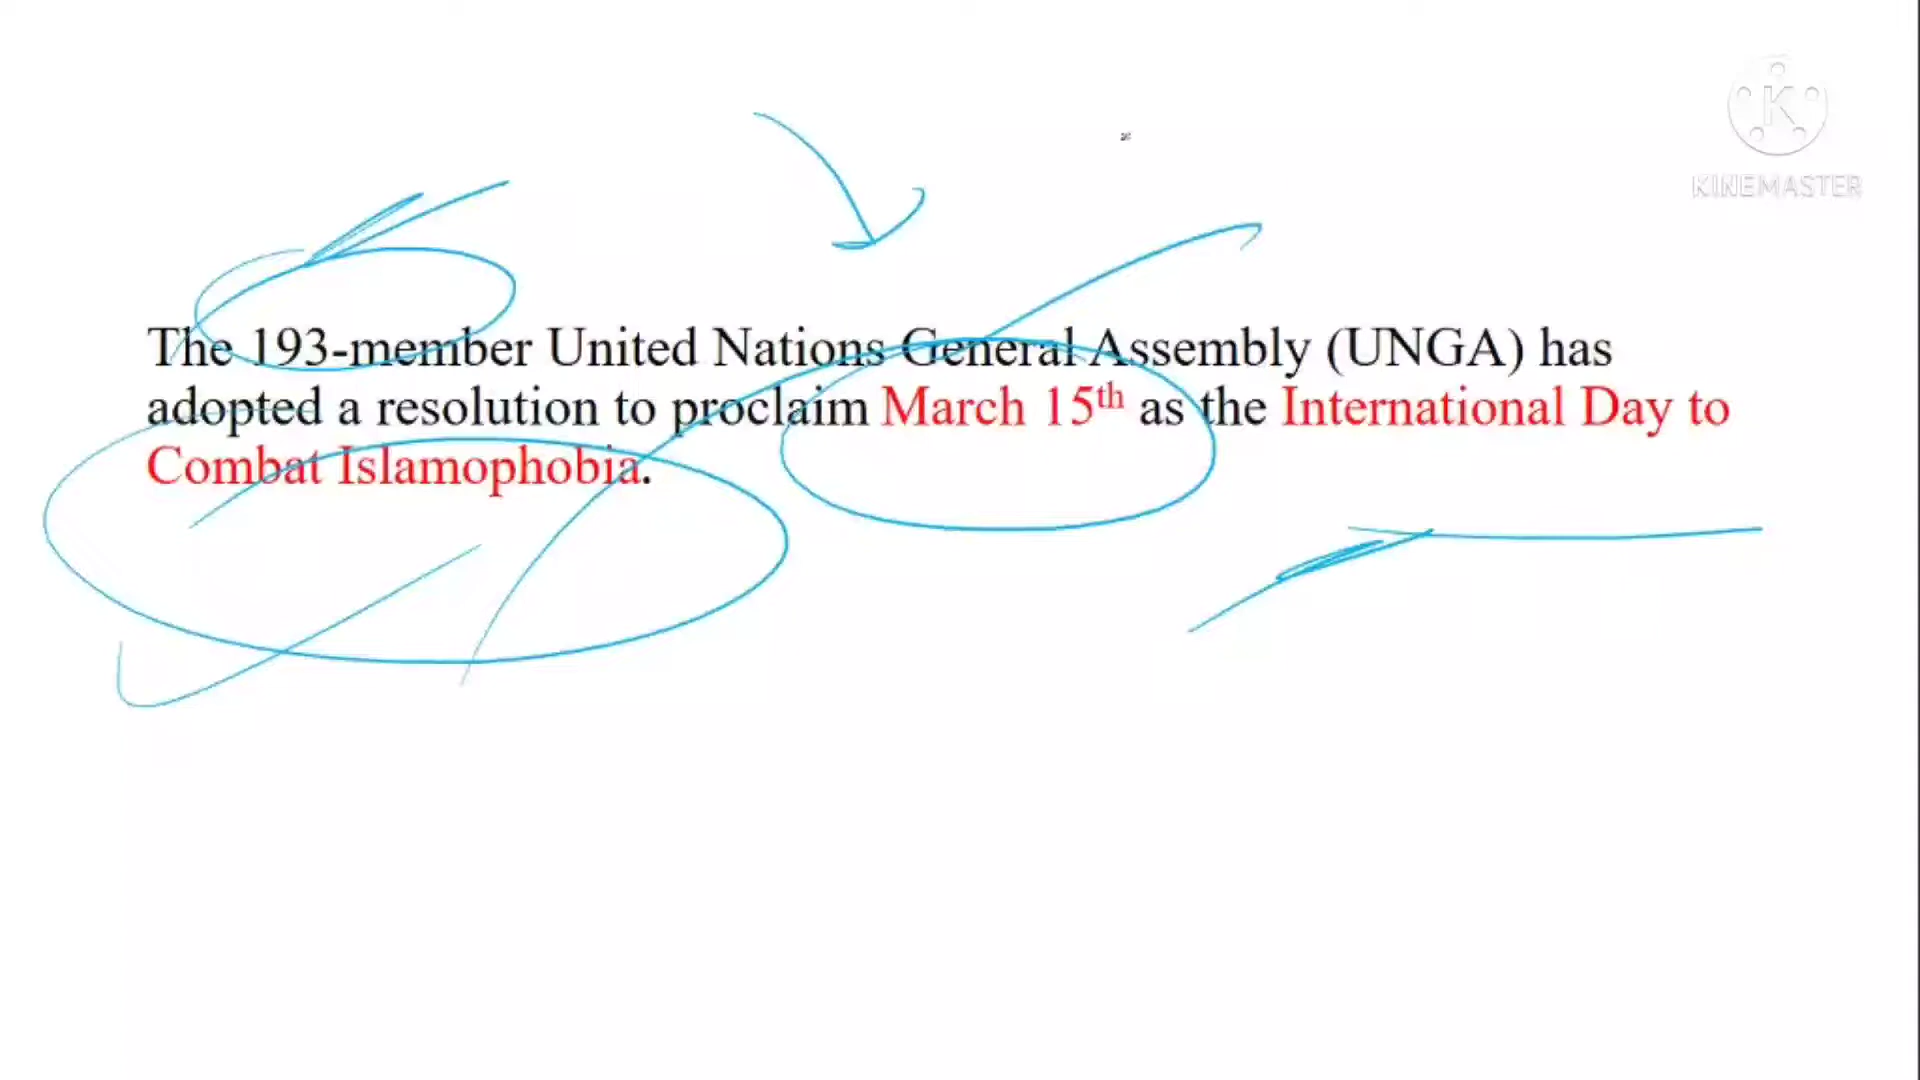 KINEMASTER
The 193-member United Nations General Assembly (UNGA) has
adopted a resolution to proclaim March 15th as the International Day to
Combat Islamophobia.